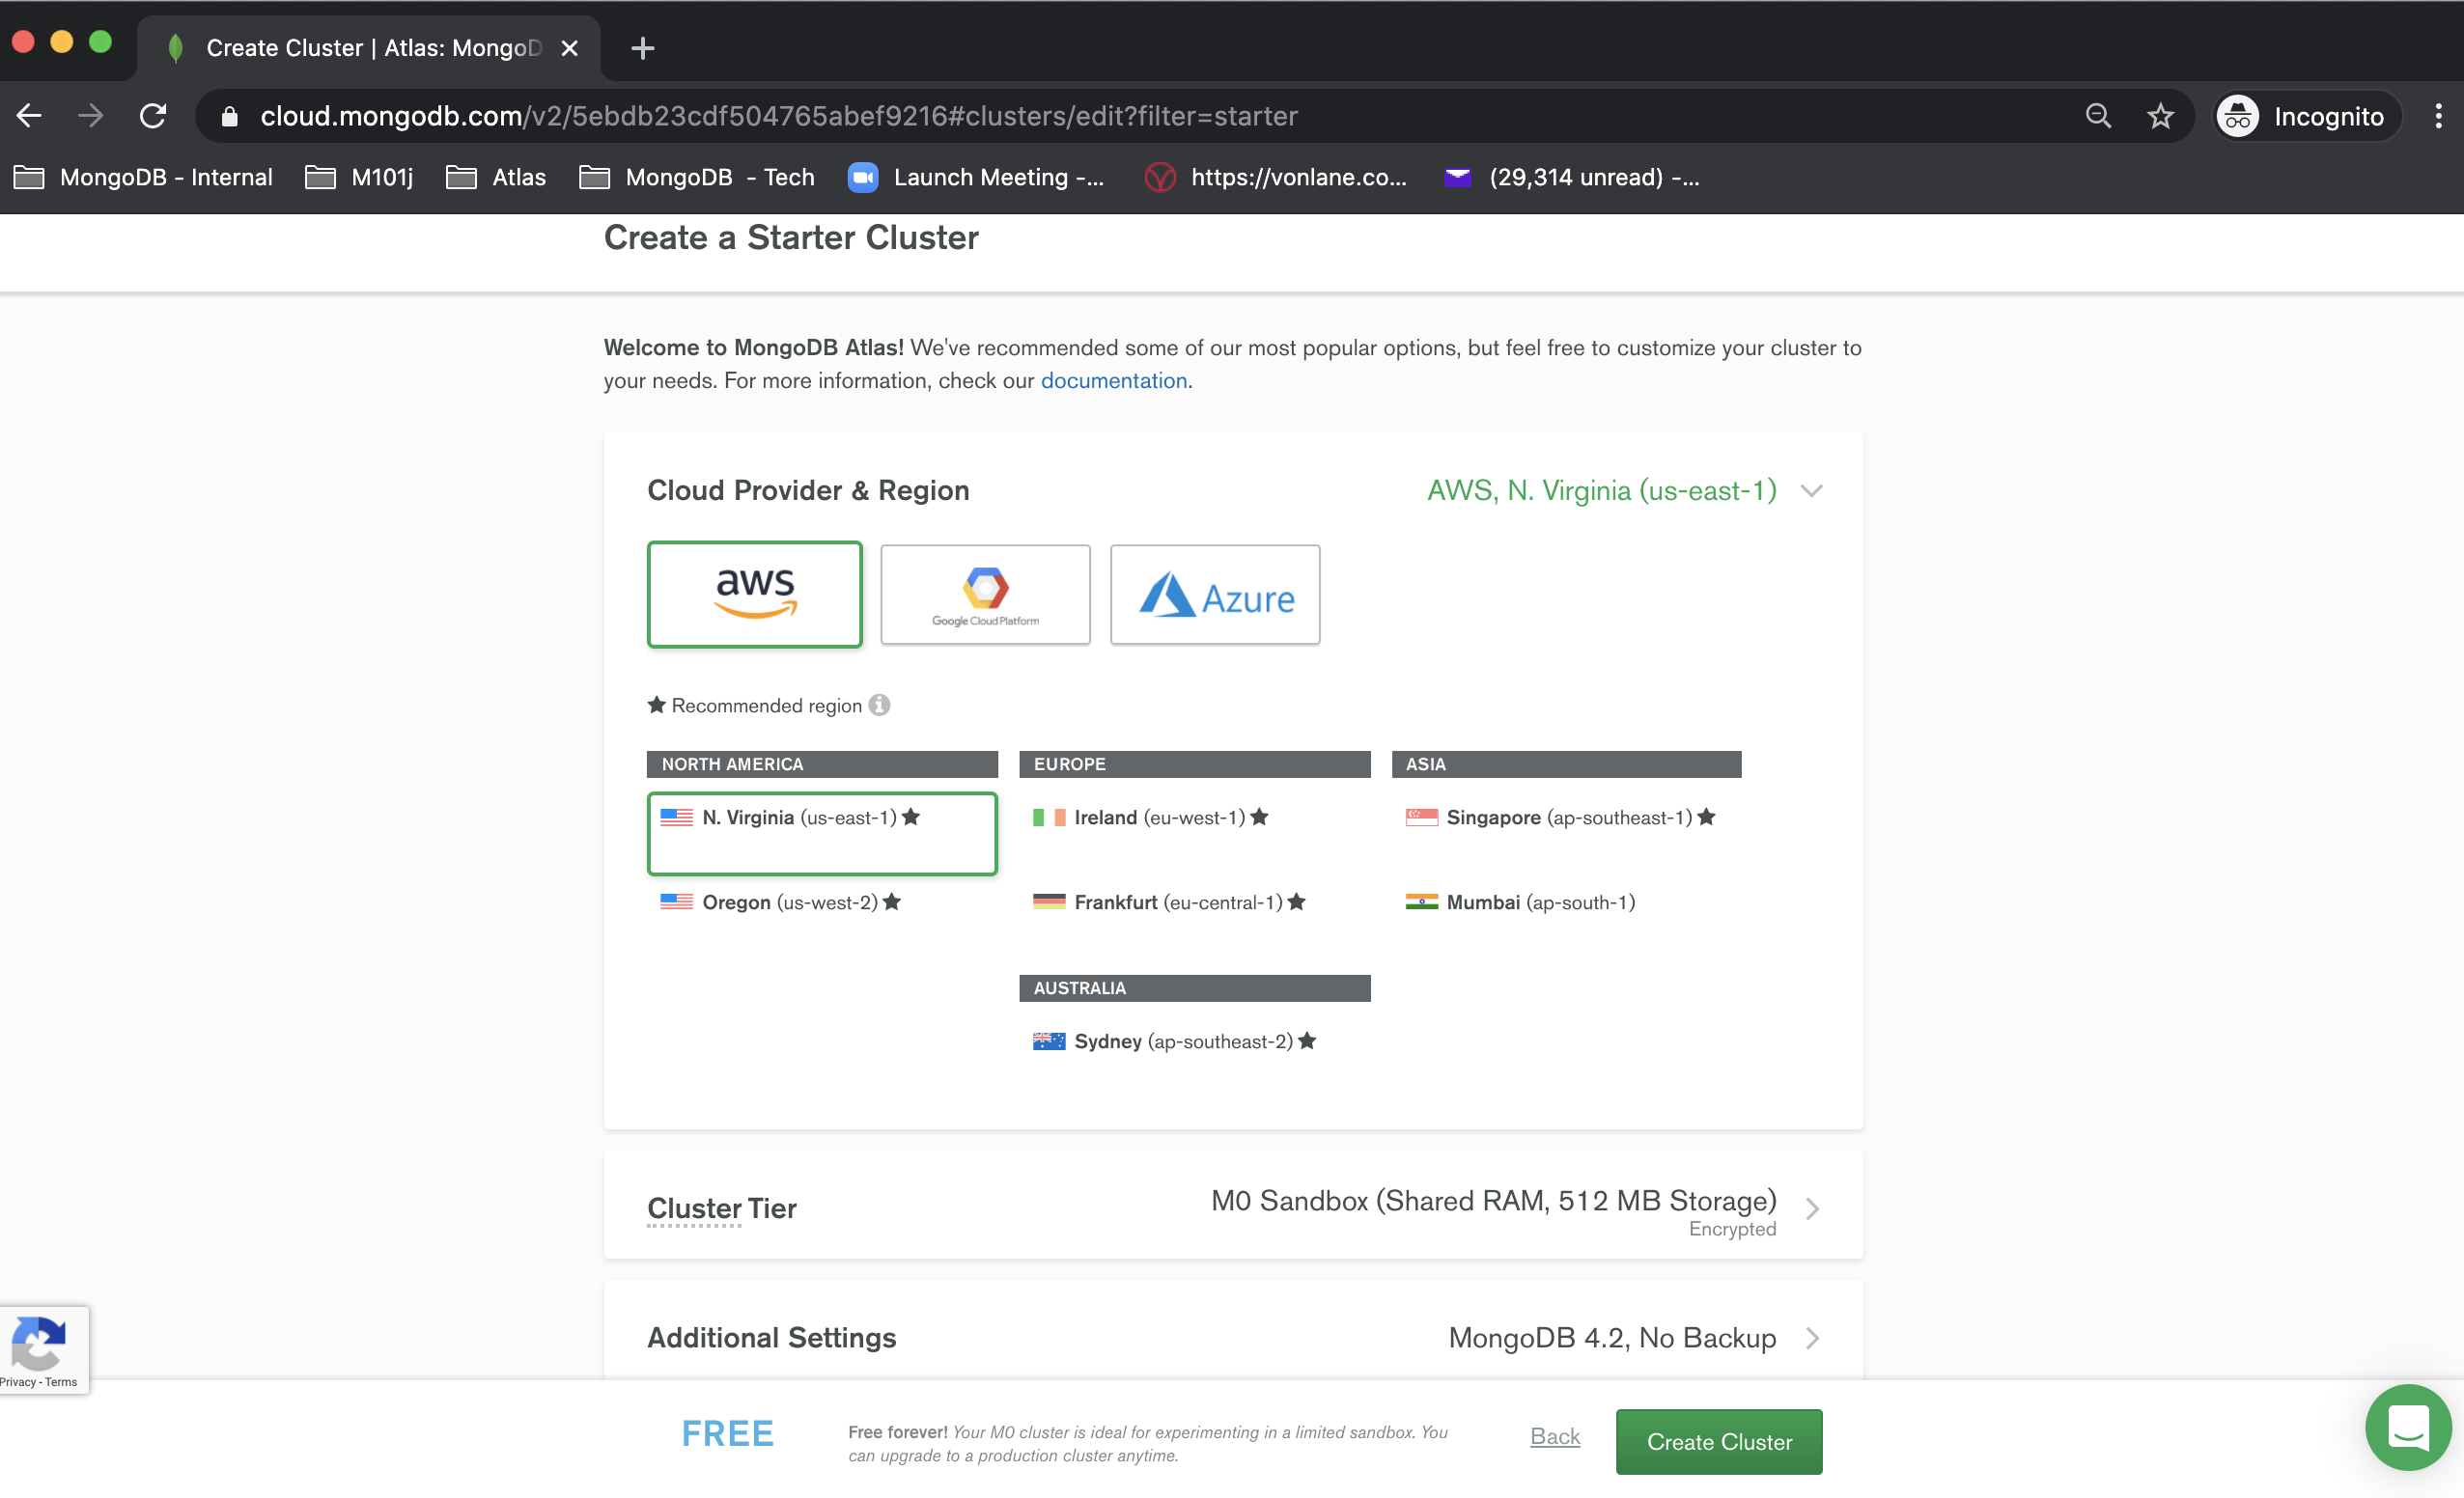 Create Cluster | Atlas: MongoD
cloud.mongodb.com/v2/5ebdb23cdf504765abef9216#clusters/edit?filter=starter
Incognito
MongoDB - Internal
M101j
Atlas
MongoDB - Tech
Launch Meeting -...
https://vonlane.co...
(29,314 unread) -...
Create a Starter Cluster
Welcome to MongoDB Atlas! We've recommended some of our most popular options, but feel free to customize your cluster to
your needs. For more information, check our documentation.
Cloud Provider & Region
AWS, N. Virginia (us-east-1)
aws
Google Cloud Platform
Azure
Recommended region
NORTH AMERICA
EUROPE
ASIA
N. Virginia (us-east-1)
Ireland (eu-west-1)
Singapore (ap-southeast-1)
Oregon (us-west-2)
Frankfurt (eu-central-1)
Mumbai (ap-south-1)
AUSTRALIA
Sydney (ap-southeast-2)
Cluster Tier
M0 Sandbox (Shared RAM, 512 MB Storage)
Encrypted
Additional Settings
MongoDB 4.2, No Backup
Privacy - Terms
FREE
Free forever! Your M0 cluster is ideal for experimenting in a limited sandbox. You
can upgrade to a production cluster anytime.
Back
Create Cluster